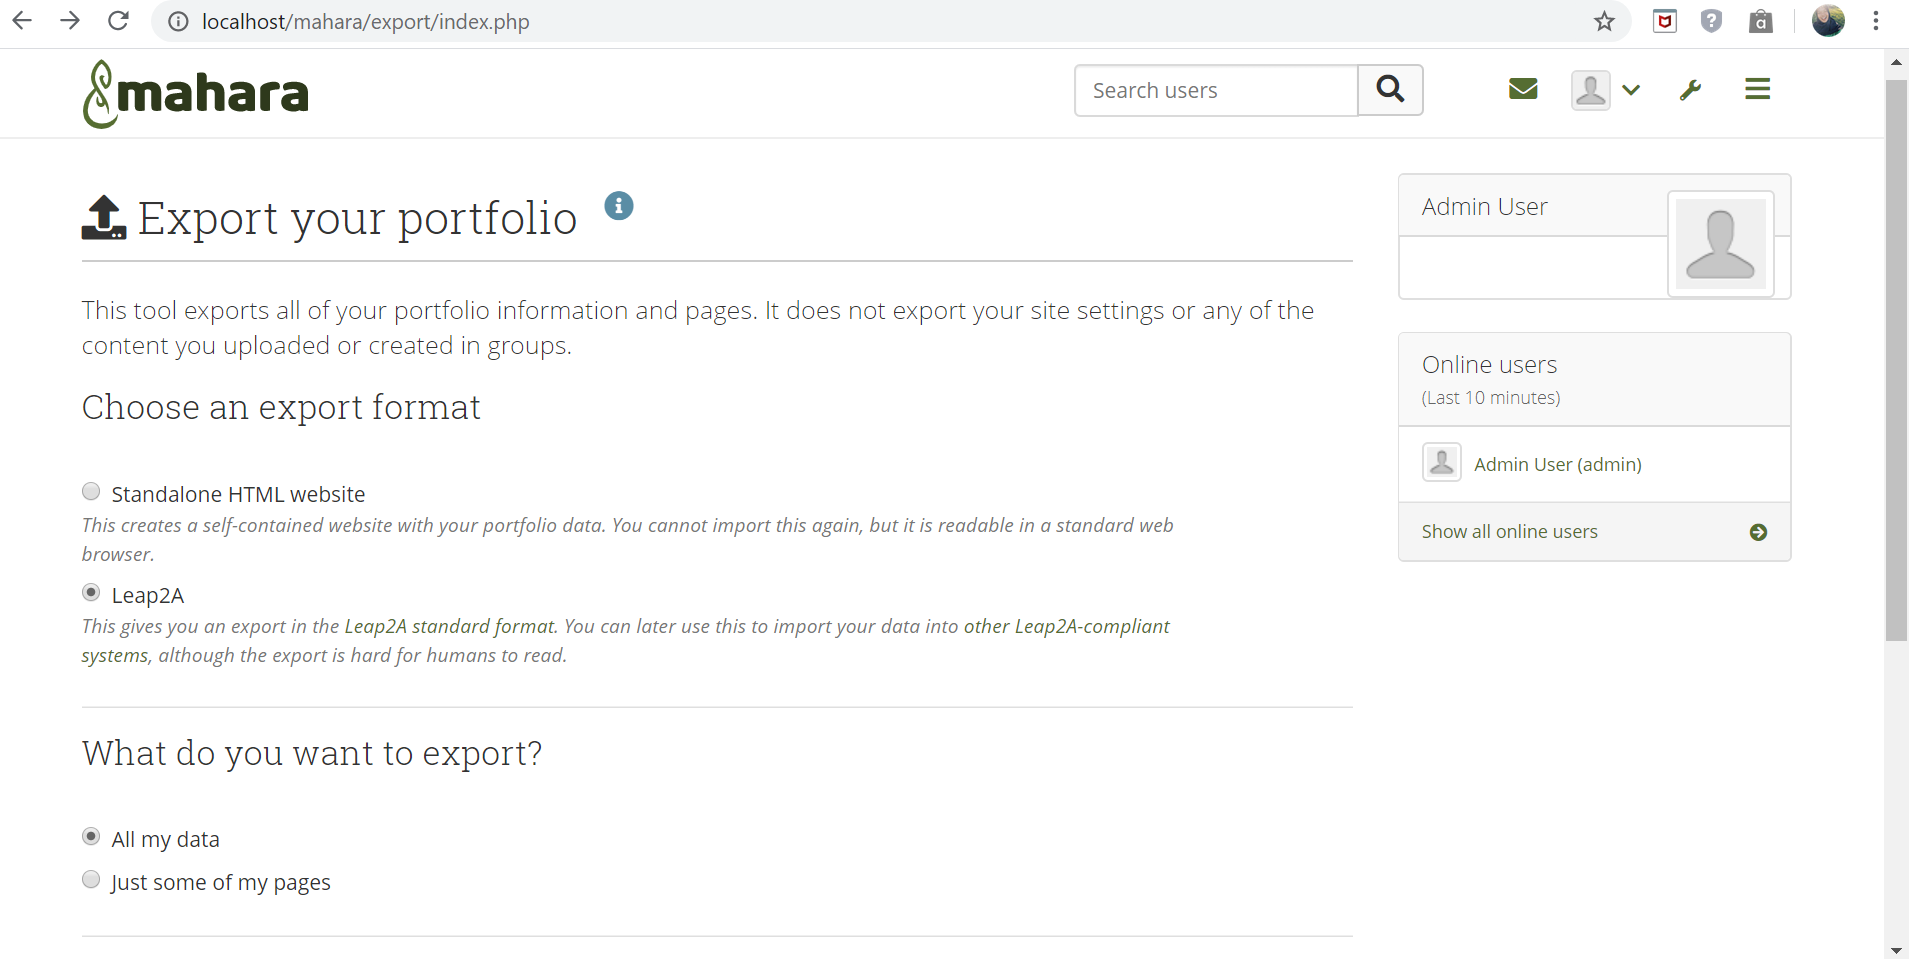 localhost/mahara/export/index.php
mahara
Search users
Export your portfolio
This tool exports all of your portfolio information and pages. It does not export your site settings or any of the
content you uploaded or created in groups.
Choose an export format
Standalone HTML website
This creates a self-contained website with your portfolio data. You cannot import this again, but it is readable in a standard web
browser.
Leap2A
This gives you an export in the Leap2A standard format. You can later use this to import your data into other Leap2A-compliant
systems, although the export is hard for humans to read.
What do you want to export?
All my data
Just some of my pages
Admin User
Online users
(Last 10 minutes)
Admin User (admin)
Show all online users